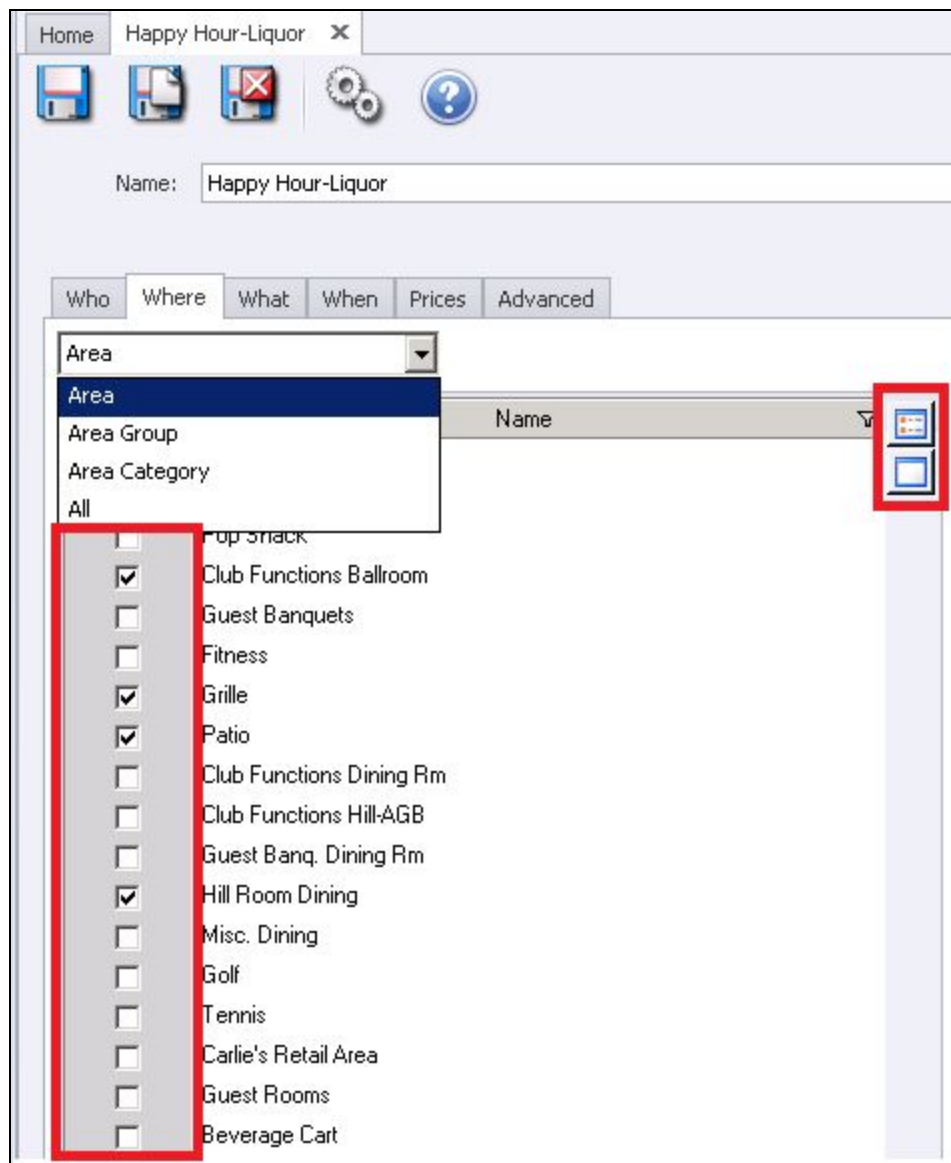 Home Happy Hour-Liquor
Name: Happy Hour-Liquor
Who Where What When Prices Advanced
Area
Area
Name
Area Group
Area Category
All
Pop Shack
Club Functions Ballroom
Guest Banquets
Fitness
Grille
Patio
Club Functions Dining Rm
Club Functions Hill-AGB
Guest Banq. Dining Rm
Hill Room Dining
Misc. Dining
Golf
Tennis
Carlie's Retail Area
Guest Rooms
Beverage Cart